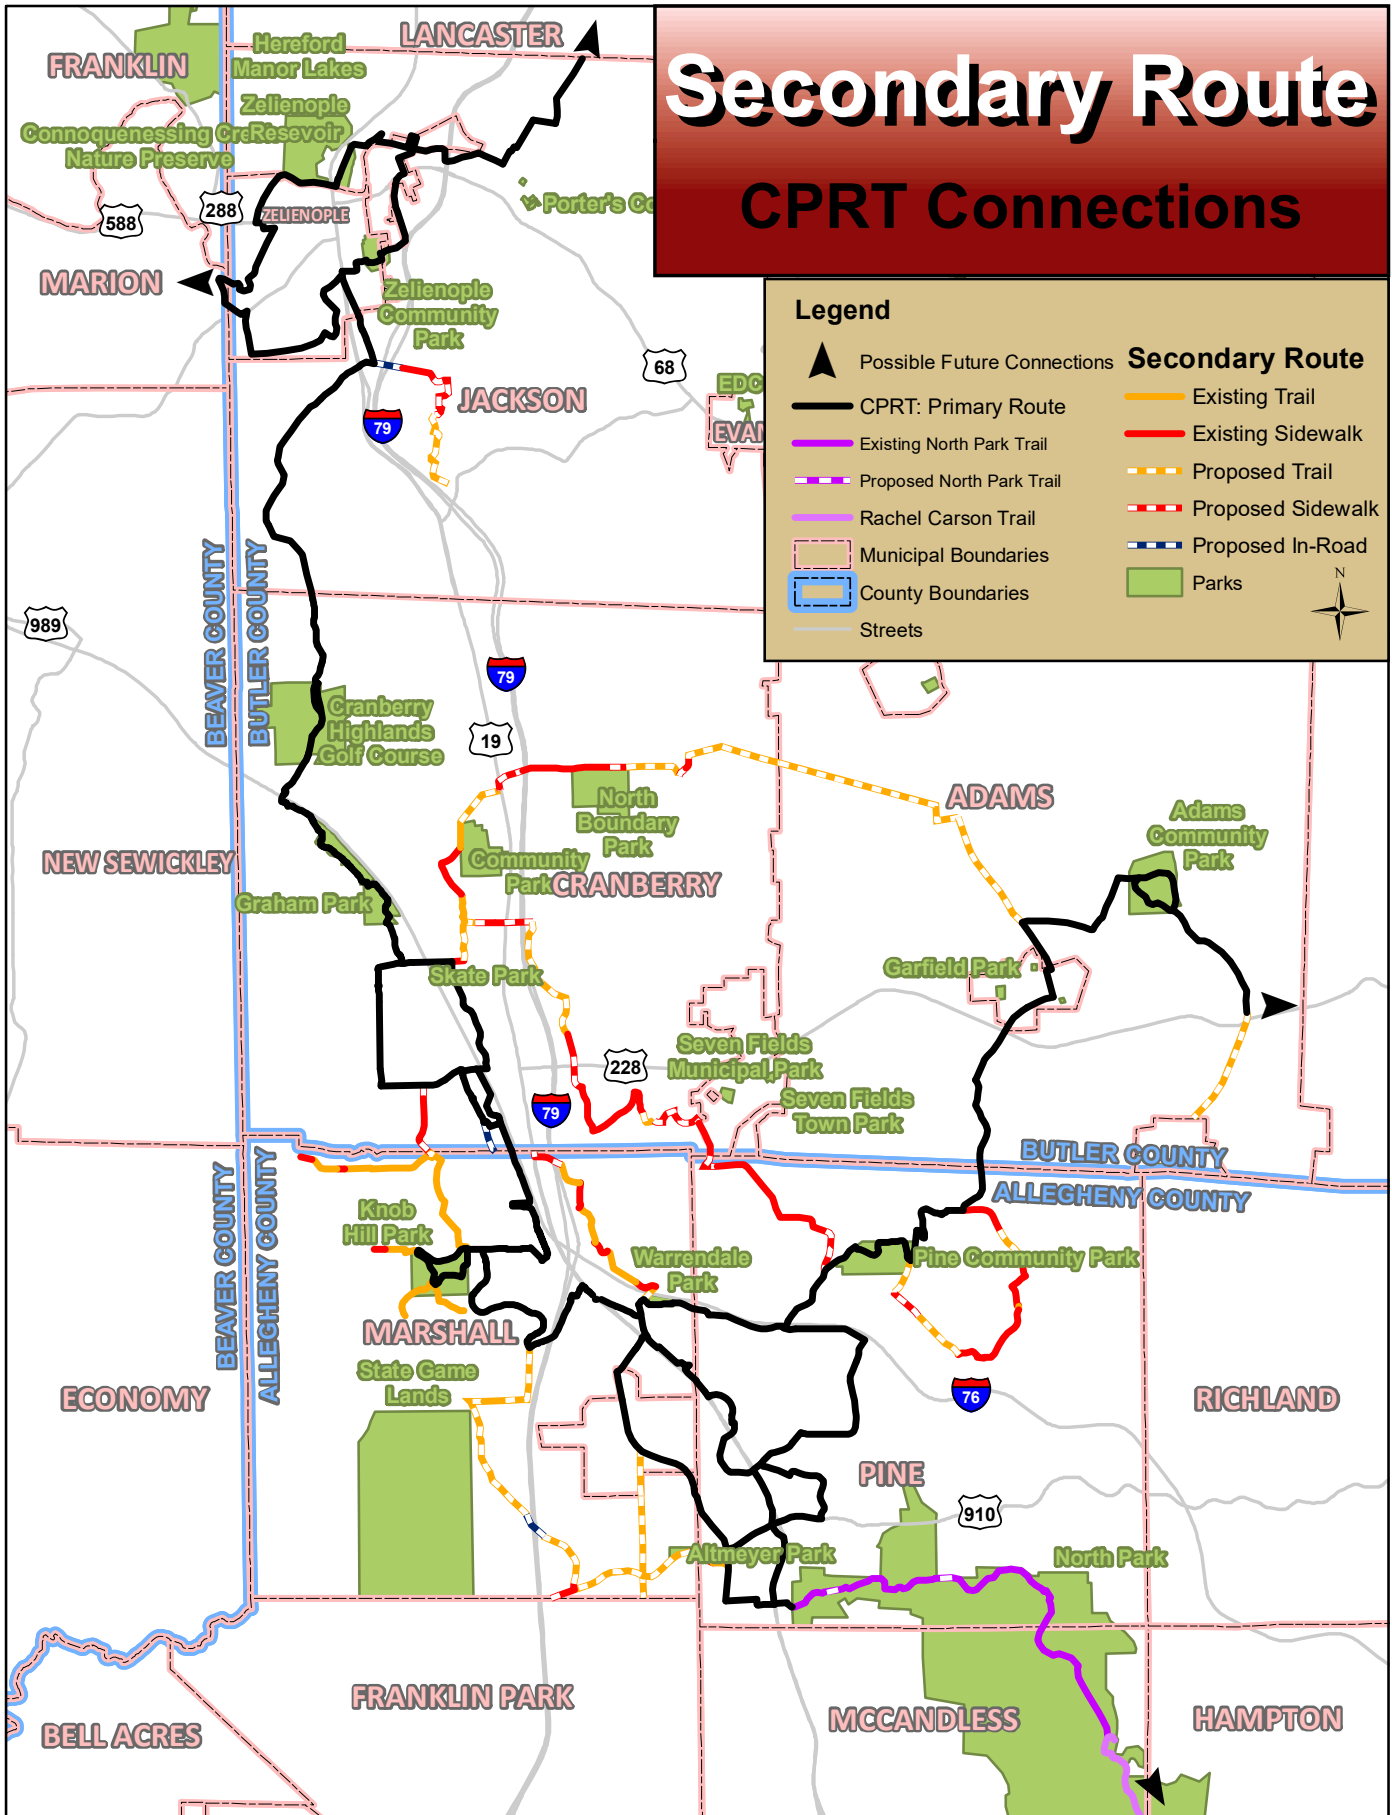 Secondary Route
CPRT Connections
Legend
Possible Future Connections
CPRT: Primary Route
Existing North Park Trail
Proposed North Park Trail
Rachel Carson Trail
Municipal Boundaries
County Boundaries
Streets
Secondary Route
Existing Trail
Existing Sidewalk
Proposed Trail
Proposed Sidewalk
Proposed In-Road
Parks
N
LANCASTER
FRANKLIN
Hereford
Manor Lakes
Zelienople
Resevoir
Connoquenessing Cre
Nature Preserve
588
288
ZELIENOPLE
Porter's Co
MARION
Zelienople
Community
Park
68
EDC
EVAN
JACKSON
79
BEAVER COUNTY
BUTLER COUNTY
989
79
19
Cranberry
Highlands
Golf Course
North
Boundary
Park
ADAMS
Adams
Community
Park
NEW SEWICKLEY
Community
Park
CRANBERRY
Graham Park
Skate Park
Garfield Park
Seven Fields
Municipal Park
228
79
Seven Fields
Town Park
BUTLER COUNTY
ALLEGHENY COUNTY
BEAVER COUNTY
ALLEGHENY COUNTY
Knob
Hill Park
Warrendale
Park
Pine Community Park
MARSHALL
State Game
Lands
ECONOMY
76
RICHLAND
PINE
910
Altmeyer Park
North Park
FRANKLIN PARK
BELL ACRES
MCCANDLESS
HAMPTON